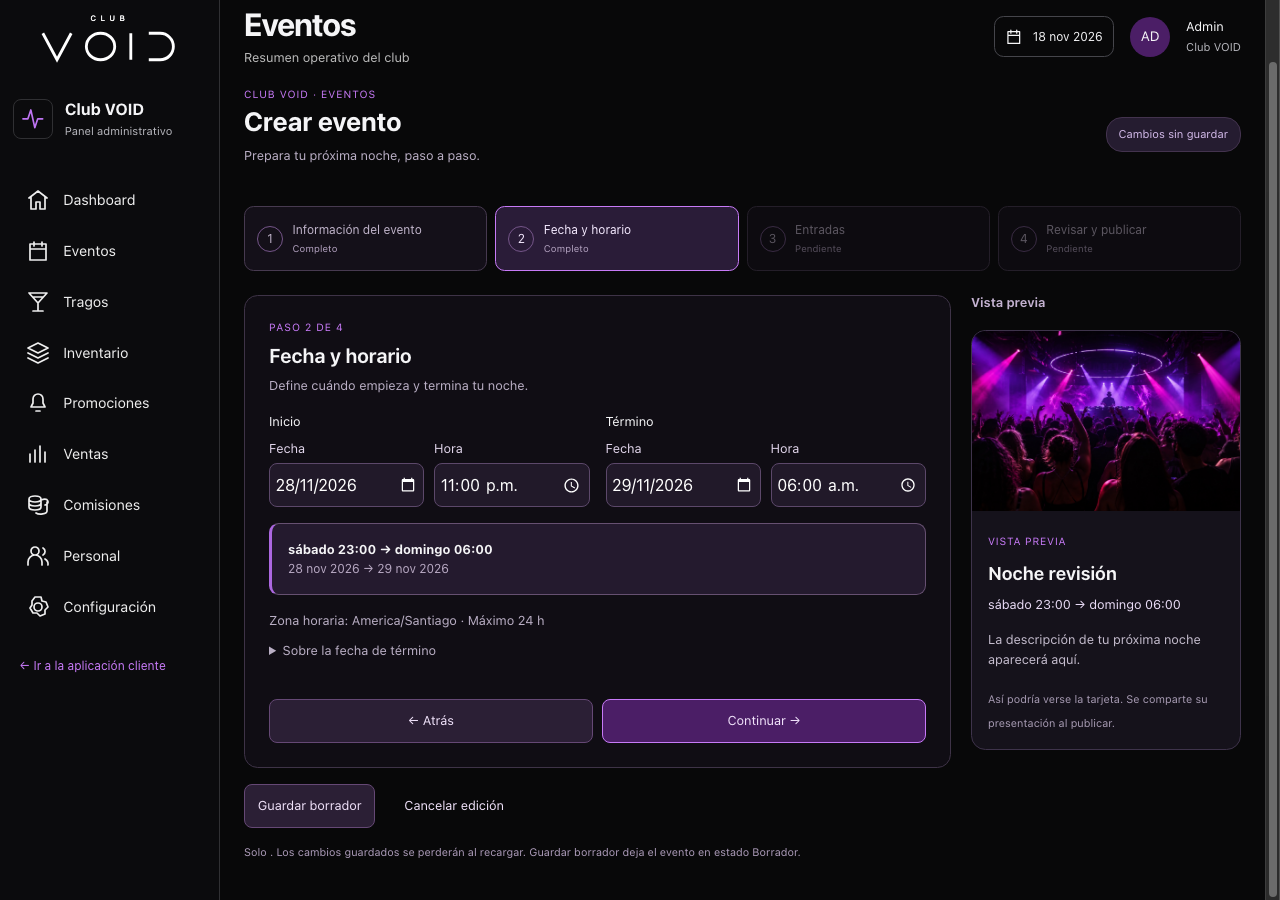 CLUB
VOID
Club VOID
Panel administrativo
Dashboard
Eventos
Tragos
Inventario
Promociones
Ventas
Comisiones
Personal
Configuración
← Ir a la aplicación cliente
Eventos
Resumen operativo del club
18 nov 2026
AD
Admin
Club VOID
CLUB VOID · EVENTOS
Crear evento
Prepara tu próxima noche, paso a paso.
Cambios sin guardar
1
Información del evento
Completo
2
Fecha y horario
Completo
3
Entradas
Pendiente
4
Revisar y publicar
Pendiente
PASO 2 DE 4
Fecha y horario
Define cuándo empieza y termina tu noche.
Inicio
Término
Fecha
Hora
Fecha
Hora
28/11/2026
11:00 p.m.
29/11/2026
06:00 a.m.
sábado 23:00 → domingo 06:00
28 nov 2026 → 29 nov 2026
Zona horaria: America/Santiago · Máximo 24 h
▶ Sobre la fecha de término
← Atrás
Continuar →
Vista previa
VISTA PREVIA
Noche revisión
sábado 23:00 → domingo 06:00
La descripción de tu próxima noche
aparecerá aquí.
Así podría verse la tarjeta. Se comparte su
presentación al publicar.
Guardar borrador
Cancelar edición
Solo . Los cambios guardados se perderán al recargar. Guardar borrador deja el evento en estado Borrador.